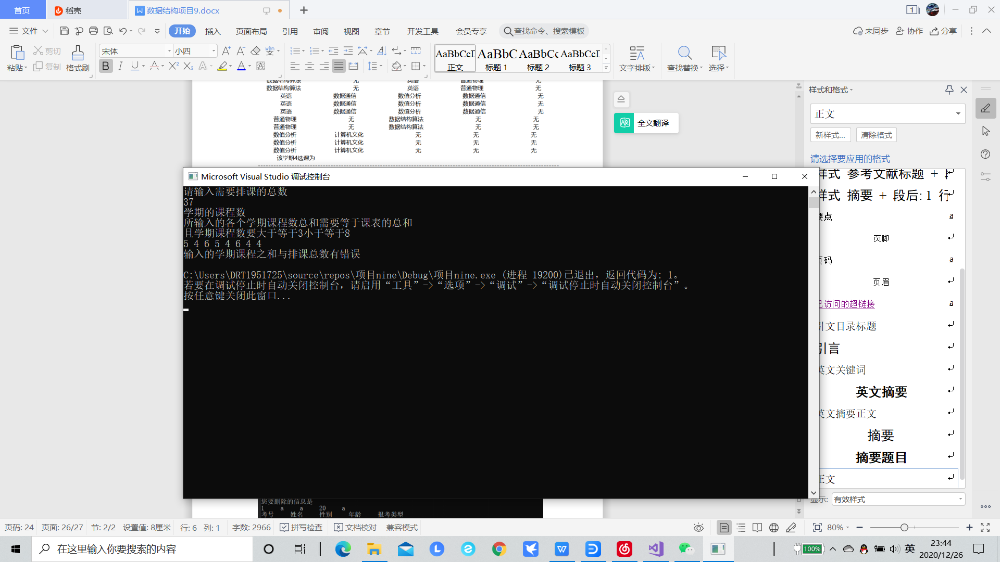 首页
稻壳
数据结构项目9.docx
1
文件
开始
插入
页面布局
引用
审阅
视图
章节
开发工具
会员专享
查找命令、搜索模板
未同步
协作
分享
粘贴
剪切
复制
格式刷
宋体
小四
AaBbCcD
正文
AaBbC
标题 1
AaBbCc
标题 2
AaBbCcD
标题 3
文字排版
查找替换
选择
数据结构算法 无 英语 普通物理 无
数据结构算法 无 英语 普通物理 无
英语 数据通信 数值分析 数据通信 无
英语 数据通信 数值分析 数据通信 无
英语 数据通信 数值分析 数据通信 无
普通物理 无 数据结构算法 无 无
普通物理 无 数据结构算法 无 无
数值分析 计算机文化 无 无 无
数值分析 计算机文化 无 无 无
数值分析 计算机文化 无 无 无
该学期4选课为
全文翻译
Microsoft Visual Studio 调试控制台
请输入需要排课的总数
37
学期的课程数
所输入的各个学期课程数总和需要等于课表的总和
且学期课程数要大于等于3小于等于8
5 4 6 5 4 6 4 4
输入的学期课程之和与排课总数有错误
C:\Users\DRT1951725\source\repos\项目nine\Debug\项目nine.exe (进程 19200)已退出，返回代码为: 1。
若要在调试停止时自动关闭控制台，请启用“工具”->“选项”->“调试”->“调试停止时自动关闭控制台”。
按任意键关闭此窗口...
您要删除的信息是
1 a a 20 a
考号 姓名 性别 年龄 报考类型
样式和格式
正文
新样式...
清除格式
请选择要应用的格式
样式 参考文献标题 +
样式 摘要 + 段后: 1 行
要点
页脚
页码
页眉
已访问的超链接
引文目录标题
引言
英文关键词
英文摘要
英文摘要正文
摘要
摘要题目
正文
显示:
有效样式
页码: 24
页面: 26/27
节: 2/2
设置值: 8厘米
行: 6
列: 1
字数: 2966
拼写检查
文档校对
兼容模式
80%
在这里输入你要搜索的内容
100%
英
23:44
2020/12/26